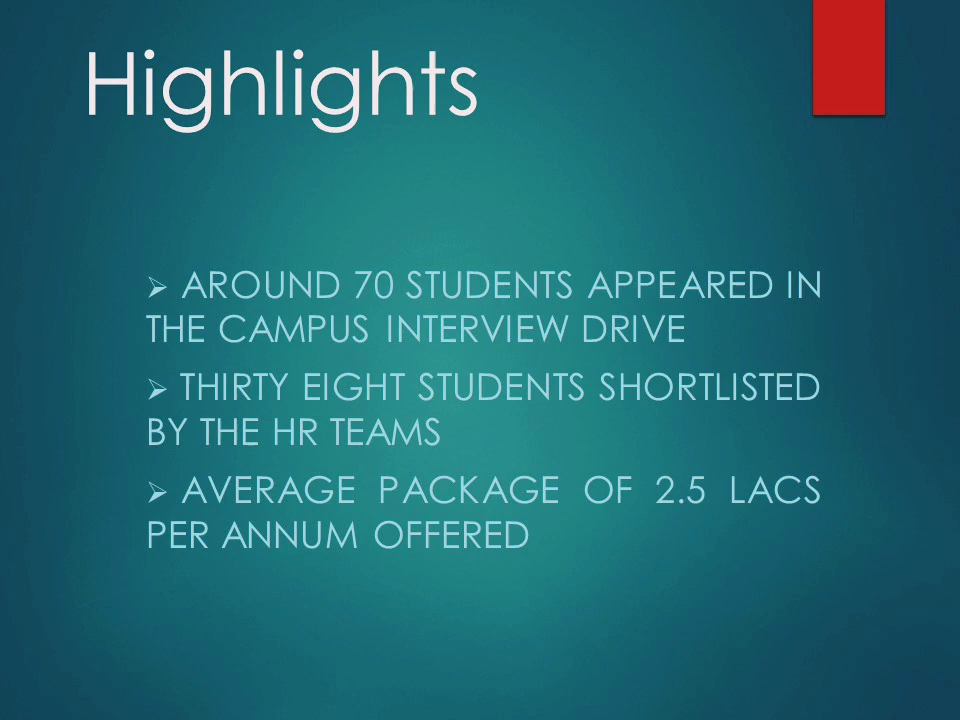 Highlights
➢ AROUND 70 STUDENTS APPEARED IN
THE CAMPUS INTERVIEW DRIVE
➢ THIRTY EIGHT STUDENTS SHORTLISTED
BY THE HR TEAMS
➢ AVERAGE PACKAGE OF 2.5 LACS
PER ANNUM OFFERED